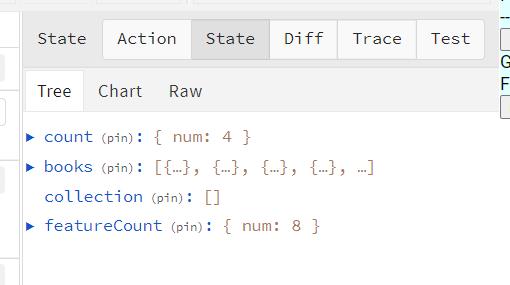 State Action State Diff Trace Test
Tree Chart Raw
▶ count (pin): { num: 4 }
▶ books (pin): [{…}, {…}, {…}, {…}, …]
collection (pin): []
▶ featureCount (pin): { num: 8 }
--
G
F